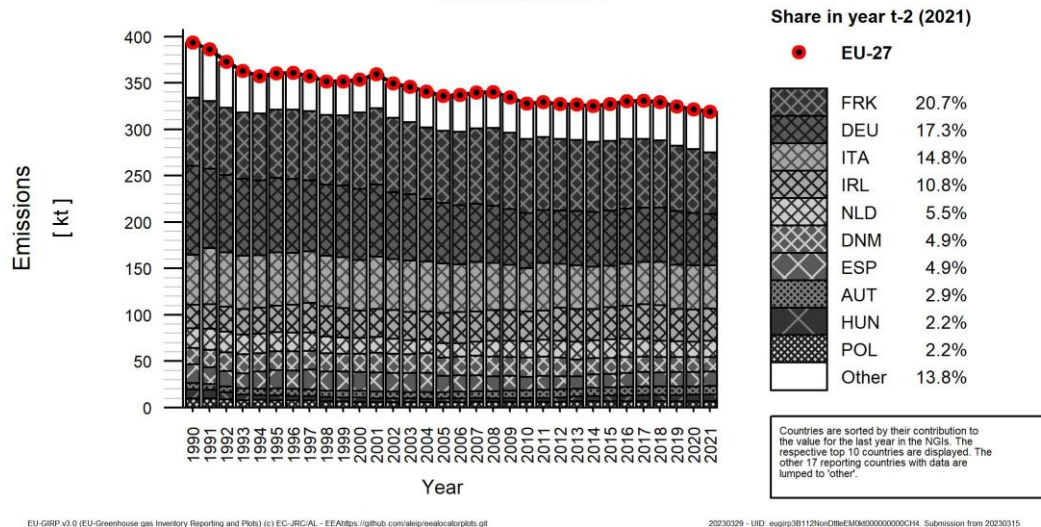 Share in year t-2 (2021)
EU-27
FRK 20.7%
DEU 17.3%
ITA 14.8%
IRL 10.8%
NLD 5.5%
DNM 4.9%
ESP 4.9%
AUT 2.9%
HUN 2.2%
POL 2.2%
Other 13.8%
Countries are sorted by their contribution to
the value for the last year in the NGIs. The
respective top 10 countries are displayed. The
other 17 reporting countries with data are
lumped to 'other'.
Emissions
[ kt ]
400
350
300
250
200
150
100
50
0
1990 1991 1992 1993 1994 1995 1996 1997 1998 1999 2000 2001 2002 2003 2004 2005 2006 2007 2008 2009 2010 2011 2012 2013 2014 2015 2016 2017 2018 2019 2020 2021
Year
EU-GIRP v3.0 (EU-Greenhouse gas Inventory Reporting and Plots) (c) EC-JRC/AL - EEAhttps://github.com/aleip/eealocatorplots.git
20230329 - UID: Submission from 20230315